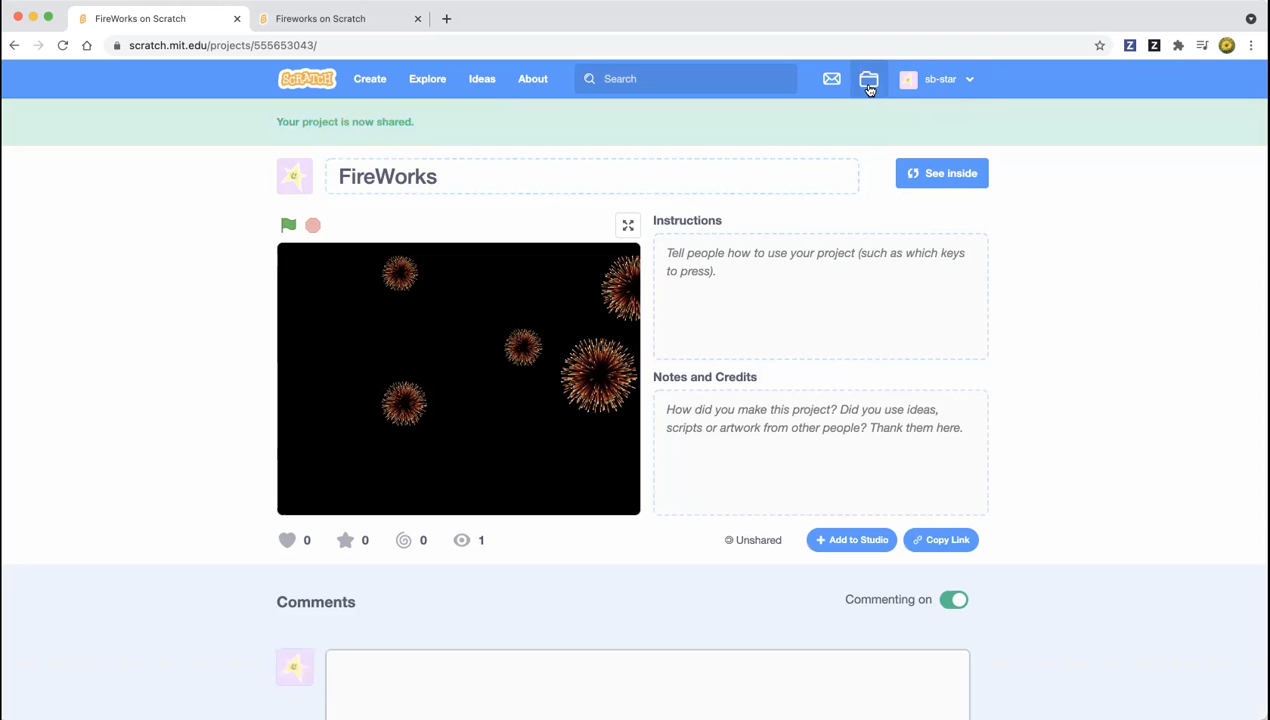 FireWorks on Scratch
Fireworks on Scratch
scratch.mit.edu/projects/555653043/
SCRATCH
Create
Explore
Ideas
About
Search
sb-star
Your project is now shared.
FireWorks
See inside
Instructions
Tell people how to use your project (such as which keys
to press).
Notes and Credits
How did you make this project? Did you use ideas,
scripts or artwork from other people? Thank them here.
0
0
0
1
Unshared
Add to Studio
Copy Link
Comments
Commenting on